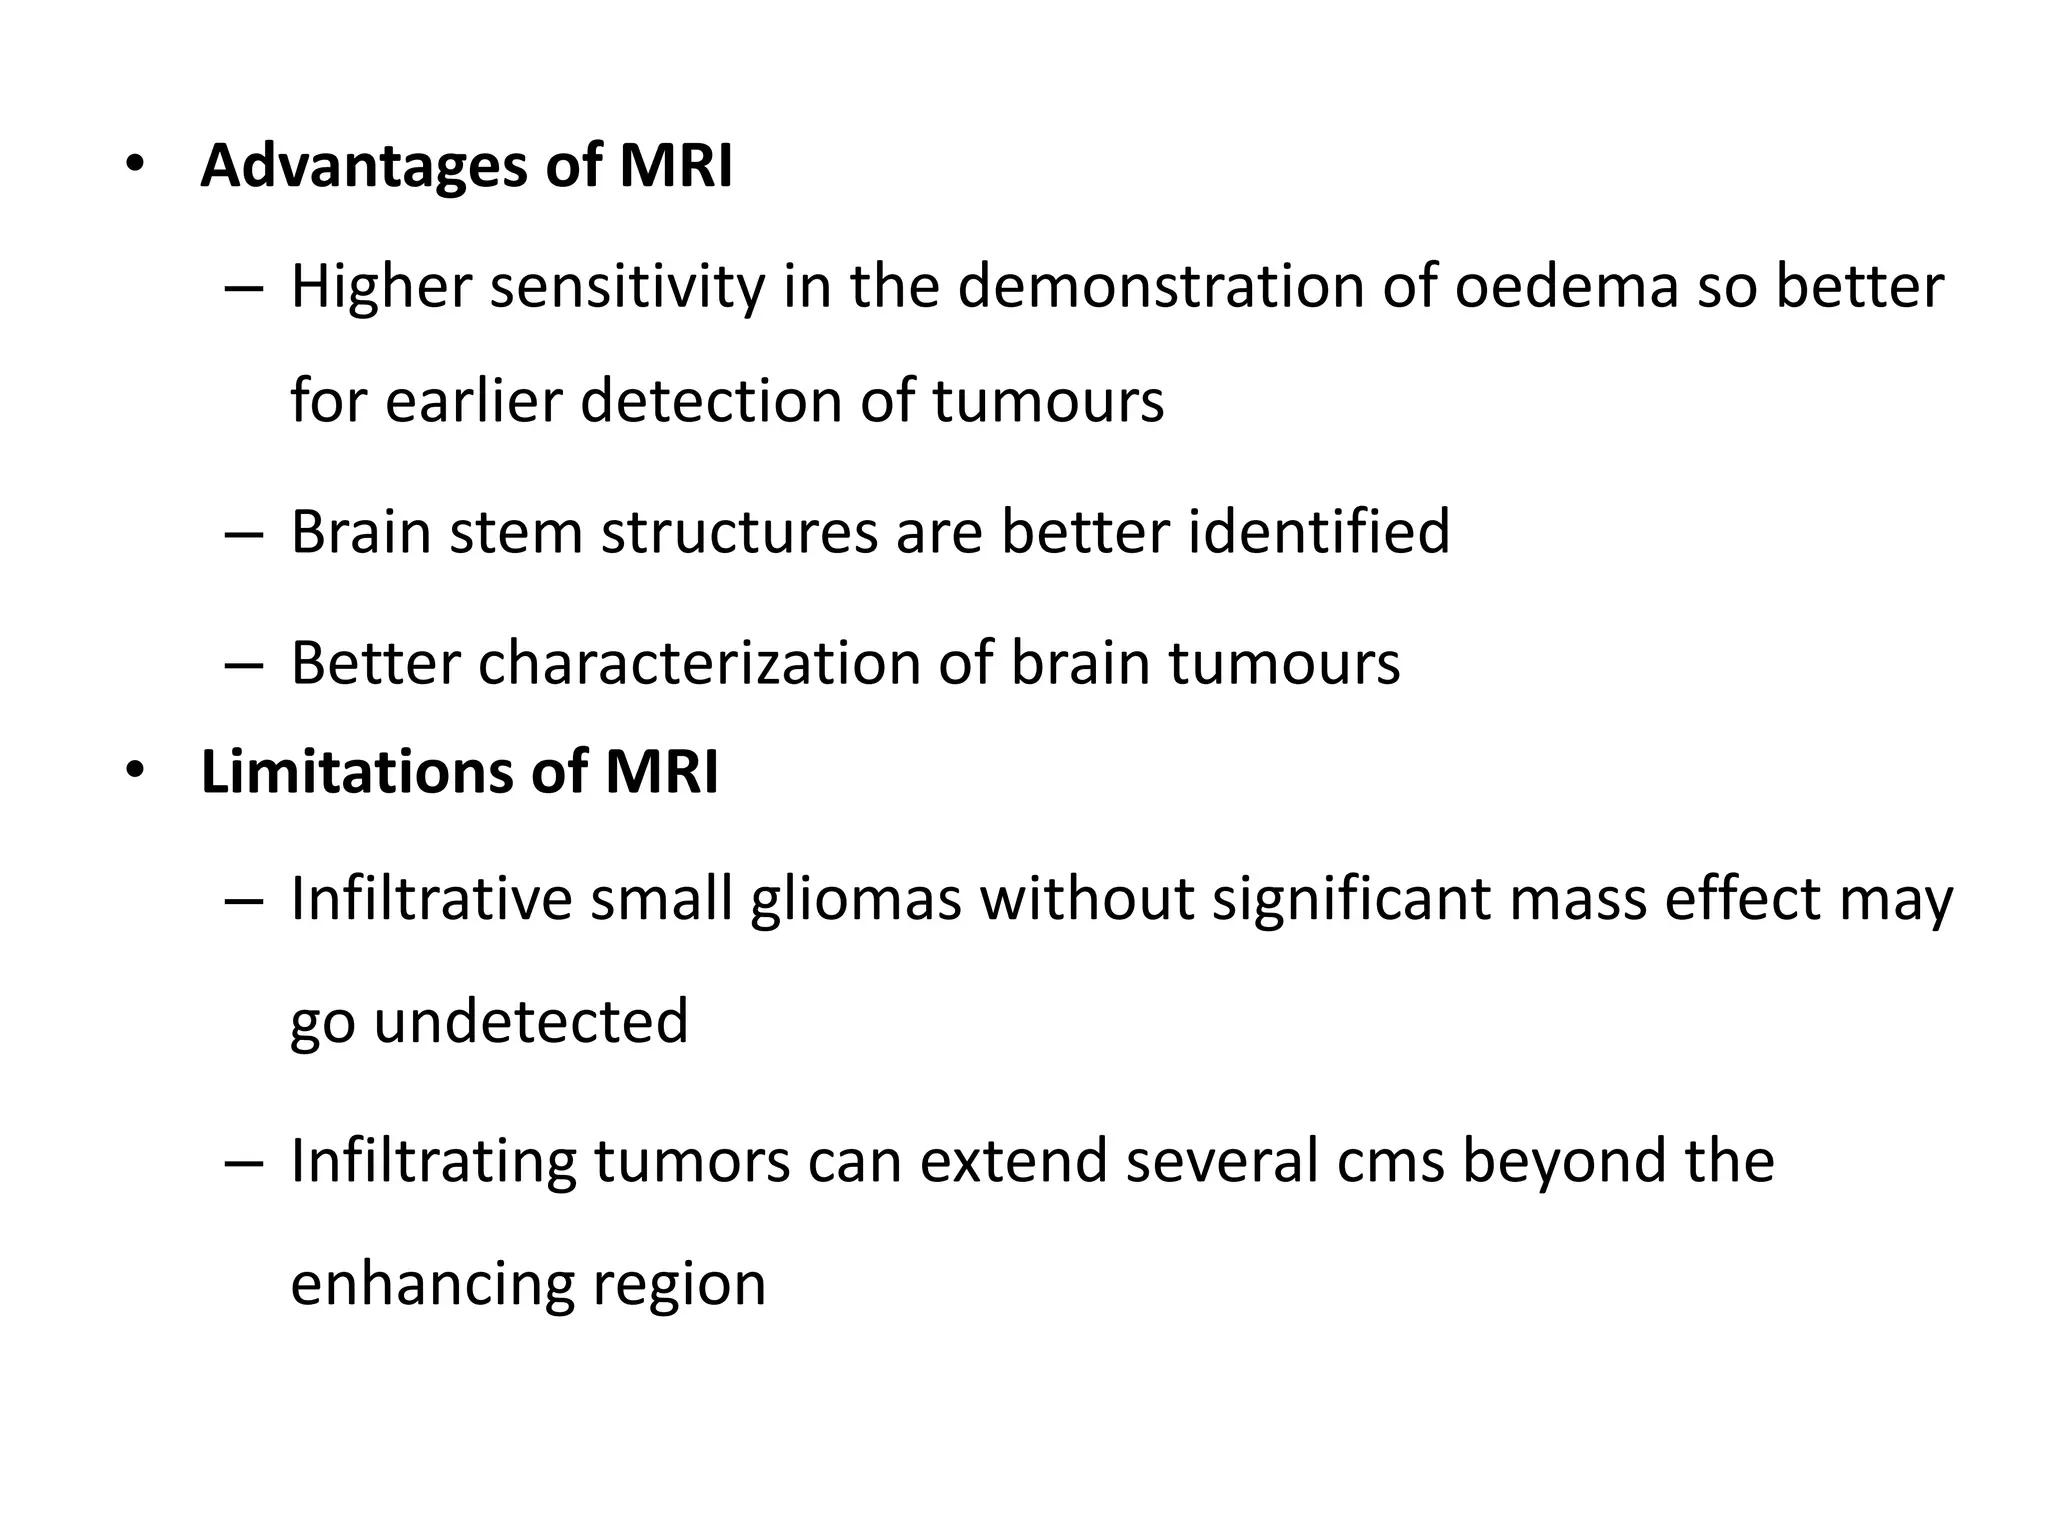 • Advantages of MRI
– Higher sensitivity in the demonstration of oedema so better
for earlier detection of tumours
– Brain stem structures are better identified
– Better characterization of brain tumours
• Limitations of MRI
– Infiltrative small gliomas without significant mass effect may
go undetected
– Infiltrating tumors can extend several cms beyond the
enhancing region